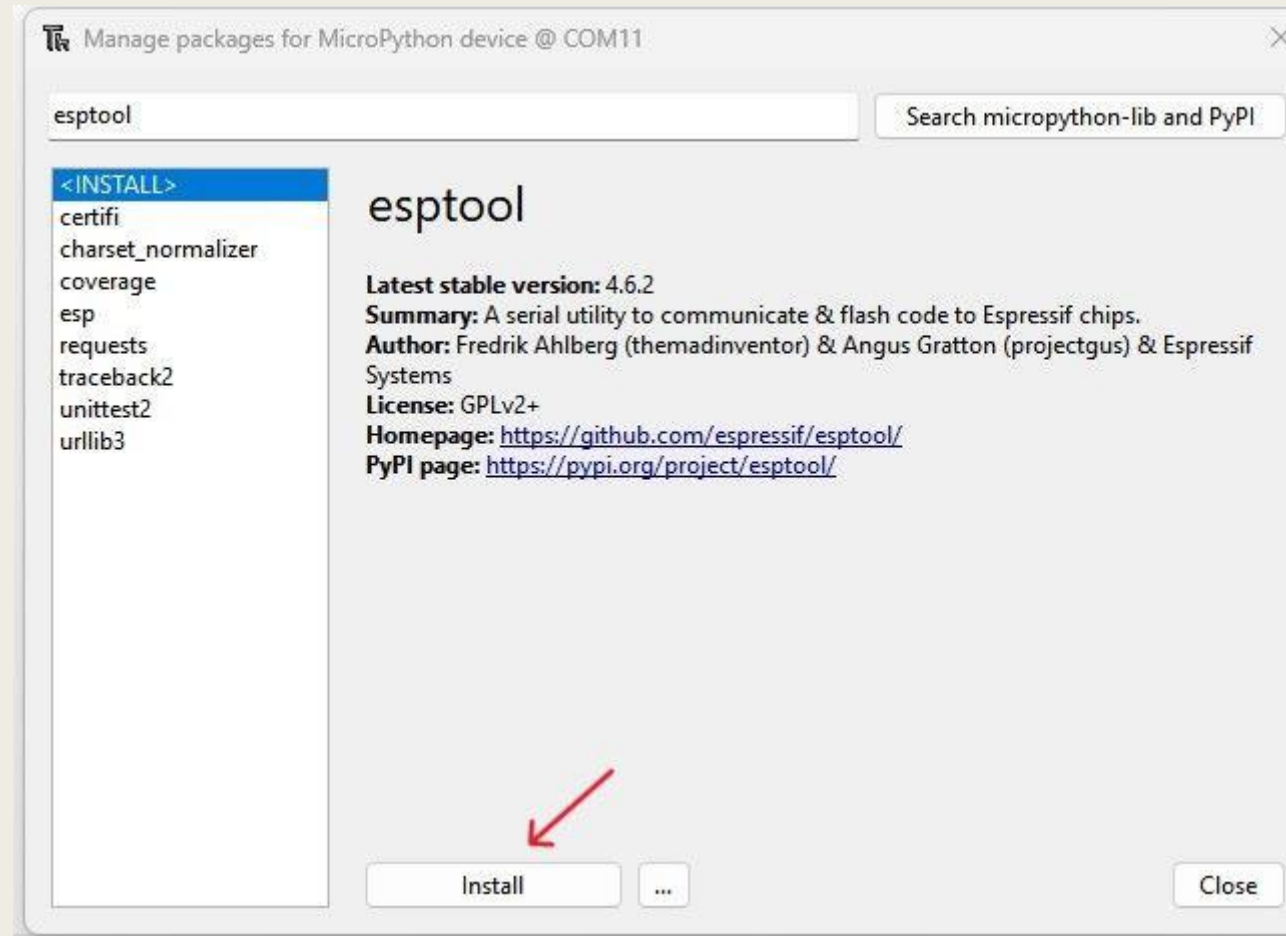 Manage packages for MicroPython device @ COM11
esptool
Search micropython-lib and PyPI
<INSTALL>
certifi
charset_normalizer
coverage
esp
requests
traceback2
unittest2
urllib3
esptool
Latest stable version: 4.6.2
Summary: A serial utility to communicate & flash code to Espressif chips.
Author: Fredrik Ahlberg (themadinventor) & Angus Gratton (projectgus) & Espressif
Systems
License: GPLv2+
Homepage: https://github.com/espressif/esptool/
PyPI page: https://pypi.org/project/esptool/
Install
...
Close